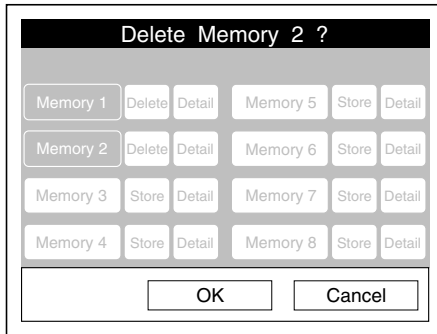 Delete Memory 2 ?
Memory 1 Delete Detail Memory 5 Store Detail
Memory 2 Delete Detail Memory 6 Store Detail
Memory 3 Store Detail Memory 7 Store Detail
Memory 4 Store Detail Memory 8 Store Detail
OK Cancel